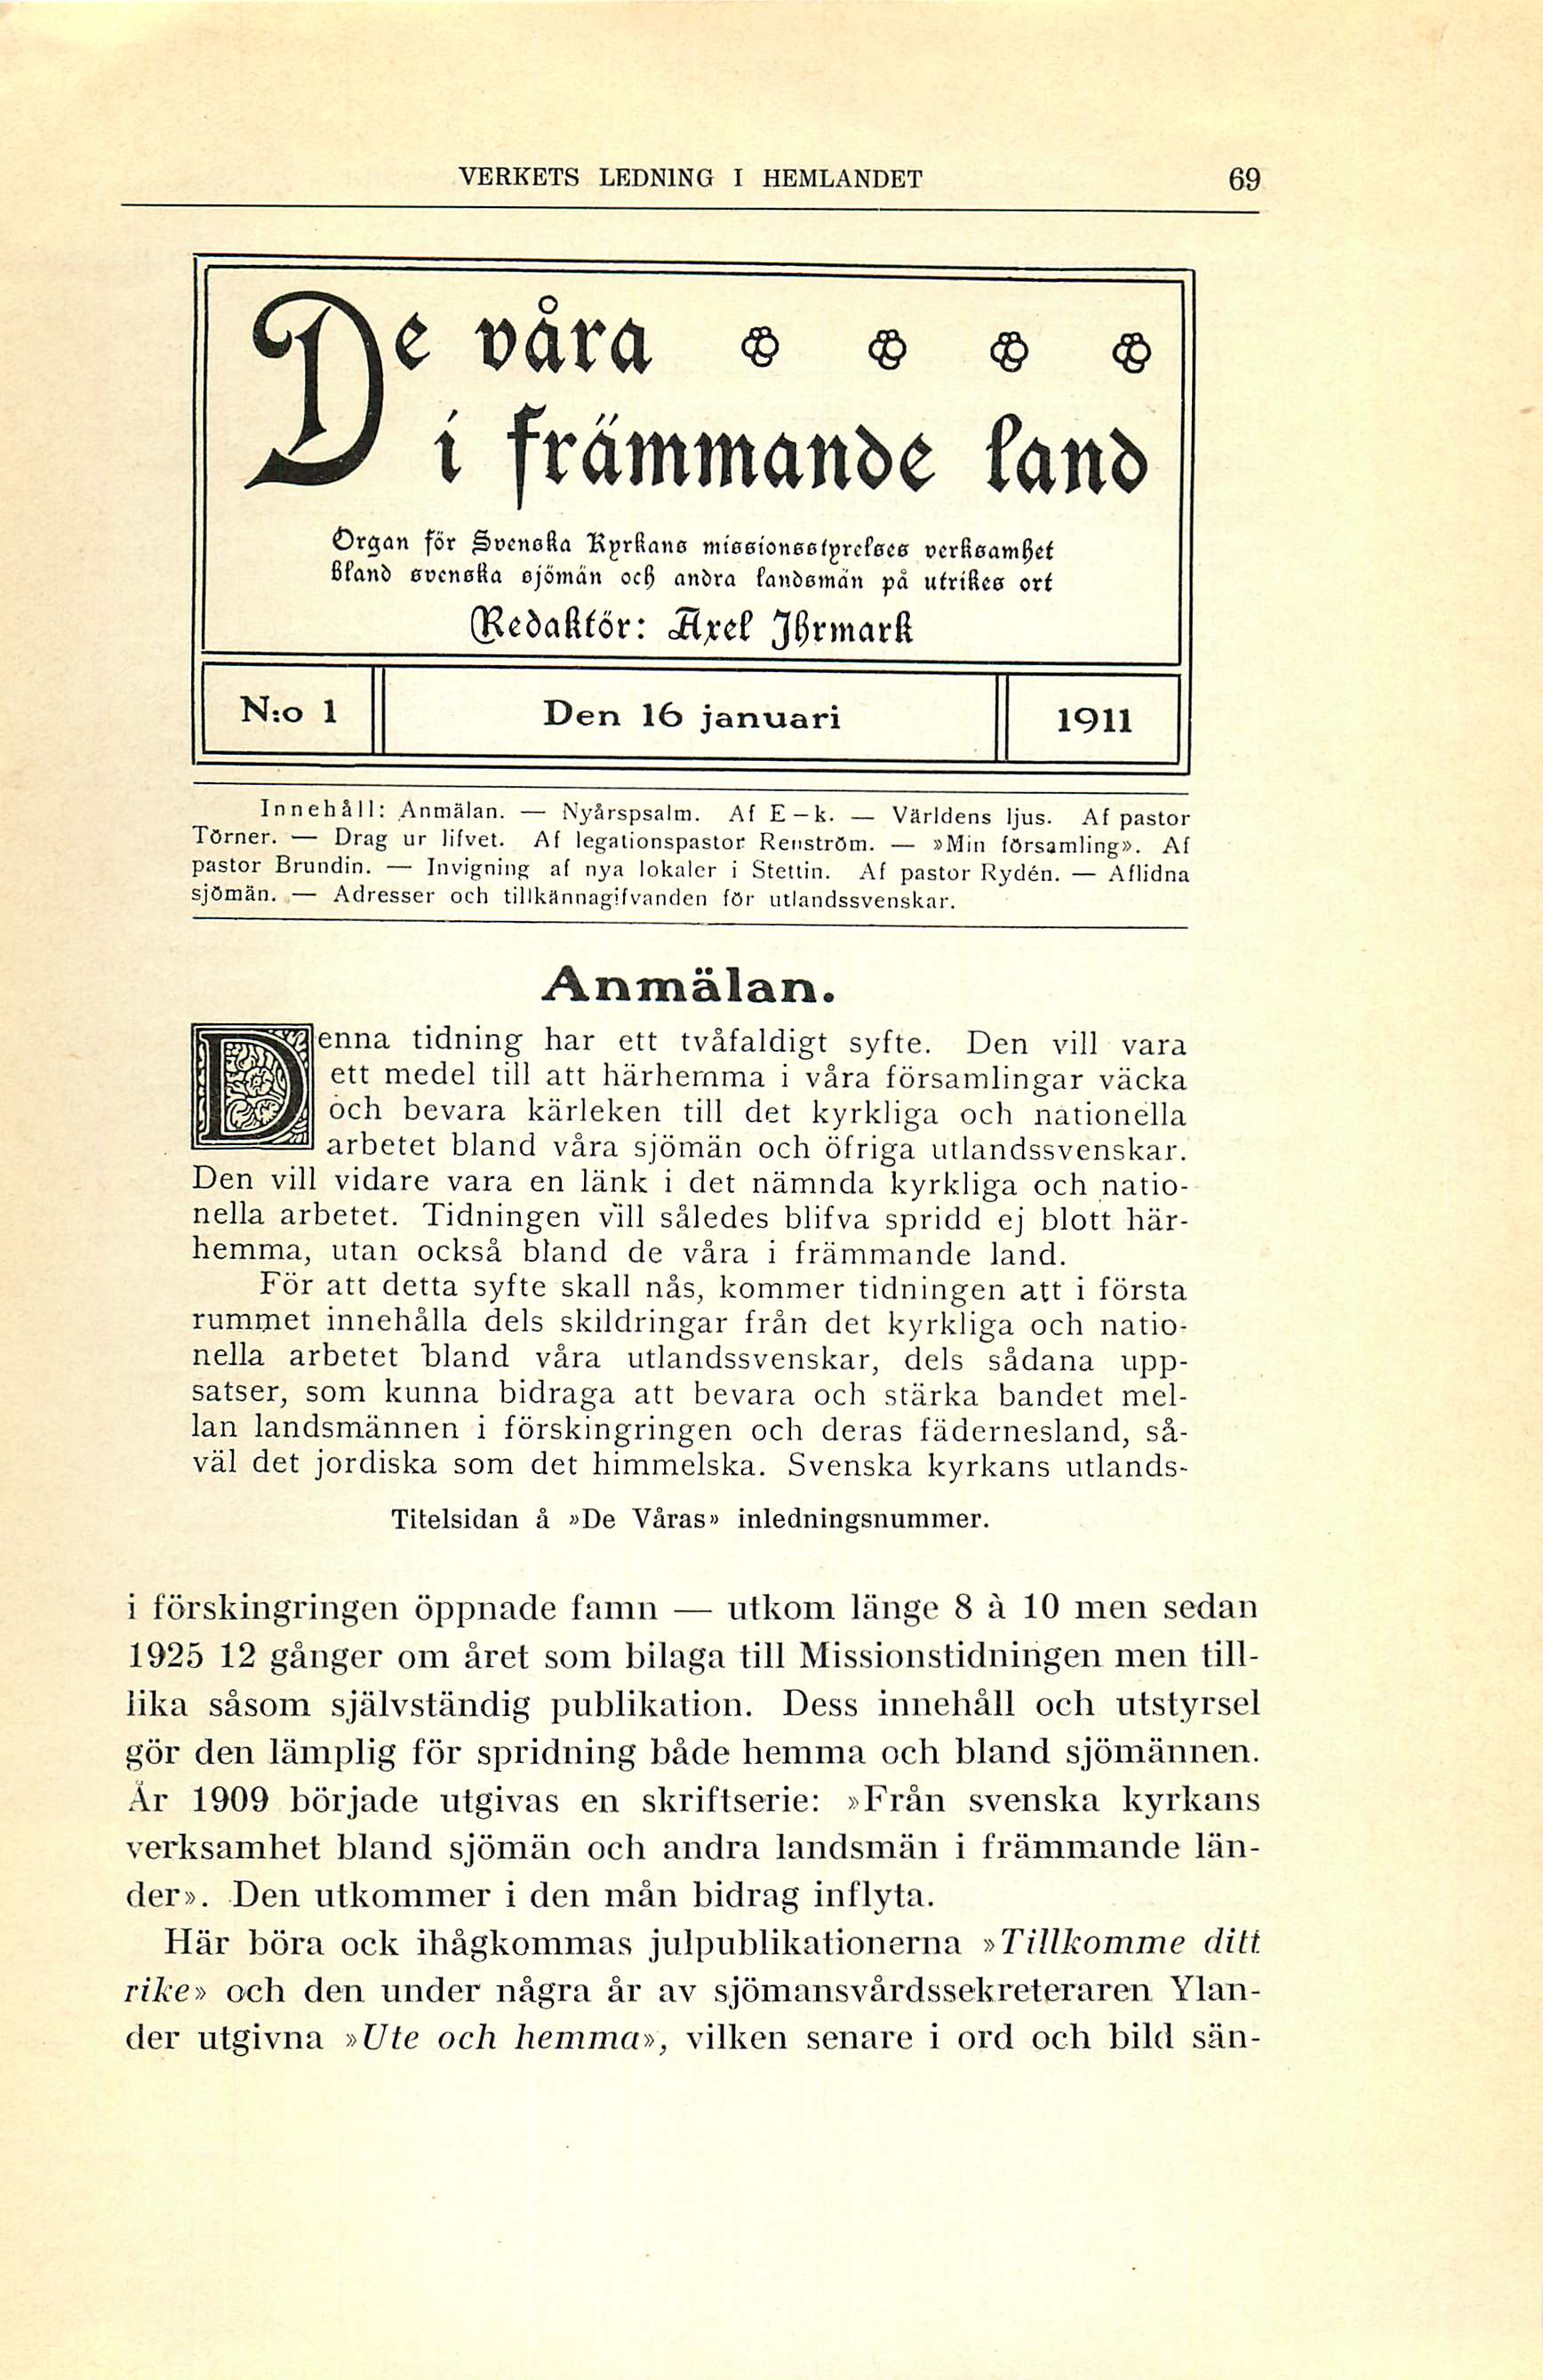 VERKETS LEDNING I HEMLANDET 69
De våra
i främmande land
Organ för Svenska Kyrkans missionsstyrelses verksamhet
bland svenska sjömän och andra landsmän på utrikes ort
Redaktör: Axel Ihrmark
N:o 1 Den 16 januari 1911
Innehåll: Anmälan. — Nyårspsalm. Af E—k. — Världens ljus. Af pastor
Törner. — Drag ur lifvet. Af legationspastor Renström. — »Min församling». Af
pastor Brundin. — Invigning af nya lokaler i Stettin. Af pastor Rydén. — Aflidna
sjömän. — Adresser och tillkännagifvanden för utlandssvenskar.
Anmälan.
Denna tidning har ett tvåfaldigt syfte. Den vill vara
ett medel till att härhemma i våra församlingar väcka
och bevara kärleken till det kyrkliga och nationella
arbetet bland våra sjömän och öfriga utlandssvenskar.
Den vill vidare vara en länk i det nämnda kyrkliga och natio-
nella arbetet. Tidningen vill således blifva spridd ej blott här-
hemma, utan också bland de våra i främmande land.
För att detta syfte skall nås, kommer tidningen att i första
rummet innehålla dels skildringar från det kyrkliga och natio-
nella arbetet bland våra utlandssvenskar, dels sådana upp-
satser, som kunna bidraga att bevara och stärka bandet mel-
lan landsmännen i förskingringen och deras fädernesland, så-
väl det jordiska som det himmelska. Svenska kyrkans utlands-
Titelsidan å »De Våras» inledningsnummer.
i förskingringen öppnade famn — utkom länge 8 à 10 men sedan
1925 12 gånger om året som bilaga till Missionstidningen men till-
lika såsom självständig publikation. Dess innehåll och utstyrsel
gör den lämplig för spridning både hemma och bland sjömännen.
År 1909 började utgivas en skriftserie: »Från svenska kyrkans
verksamhet bland sjömän och andra landsmän i främmande län-
der». Den utkommer i den mån bidrag inflyta.
Här böra ock ihågkommas julpublikationerna »Tillkomme ditt
rike» och den under några år av sjömansvårdssekreteraren Ylan-
der utgivna »Ute och hemma», vilken senare i ord och bild sän-